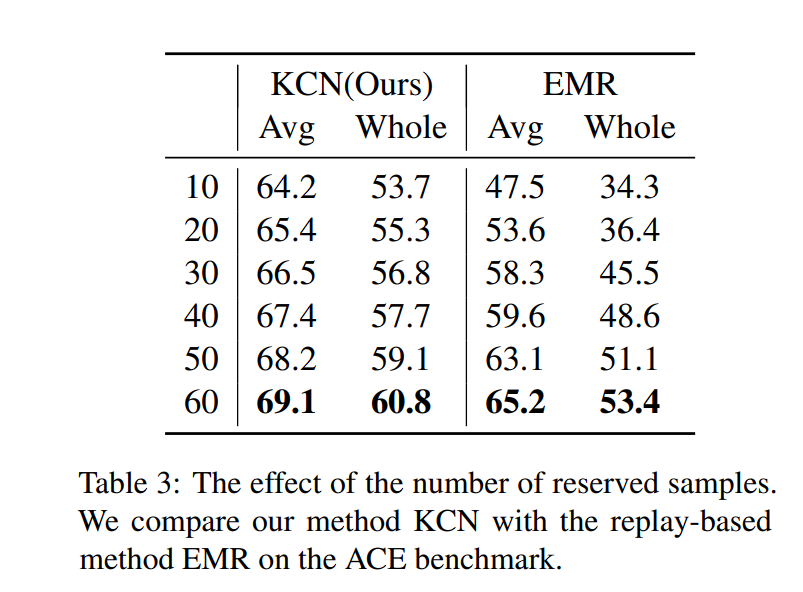 KCN(Ours) EMR
Avg Whole Avg Whole
10 64.2 53.7 47.5 34.3
20 65.4 55.3 53.6 36.4
30 66.5 56.8 58.3 45.5
40 67.4 57.7 59.6 48.6
50 68.2 59.1 63.1 51.1
60 69.1 60.8 65.2 53.4
Table 3: The effect of the number of reserved samples.
We compare our method KCN with the replay-based
method EMR on the ACE benchmark.